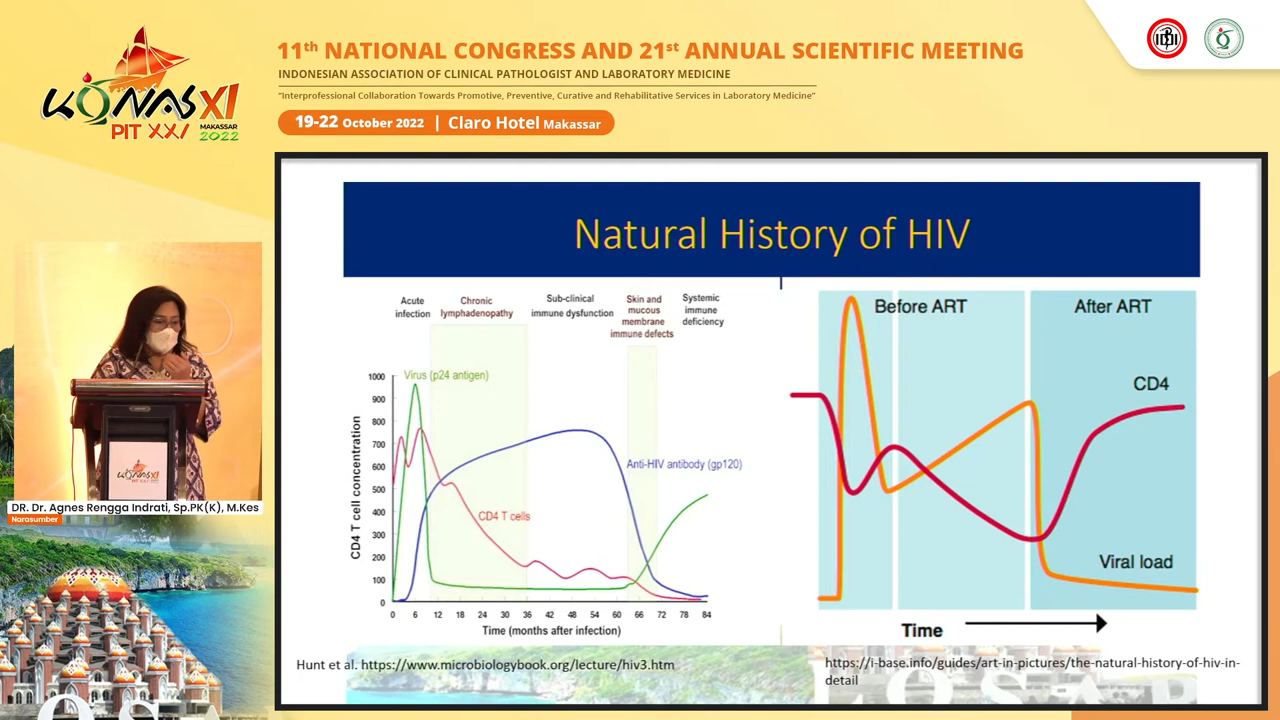 KONAS XI
PIT XXI
MAKASSAR
2022
11th NATIONAL CONGRESS AND 21st ANNUAL SCIENTIFIC MEETING
INDONESIAN ASSOCIATION OF CLINICAL PATHOLOGIST AND LABORATORY MEDICINE
“Interprofessional Collaboration Towards Promotive, Preventive, Curative and Rehabilitative Services in Laboratory Medicine”
19-22 October 2022 | Claro Hotel Makassar
IDI
Natural History of HIV
Acute
infection
Chronic
lymphadenopathy
Sub-clinical
immune dysfunction
Skin and
mucous
membrane
immune defects
Systemic
immune
deficiency
Virus (p24 antigen)
Anti-HIV antibody (gp120)
CD4 T cells
CD4 T cell concentration
1000
900
800
700
600
500
400
300
200
100
0
0 6 12 18 24 30 36 42 48 54 60 66 72 78 84
Time (months after infection)
Before ART
After ART
CD4
Viral load
Time
Hunt et al. https://www.microbiologybook.org/lecture/hiv3.htm
https://i-base.info/guides/art-in-pictures/the-natural-history-of-hiv-in-
detail
KONAS XI
DR. Dr. Agnes Rengga Indrati, Sp.PK(K), M.Kes
Narasumber